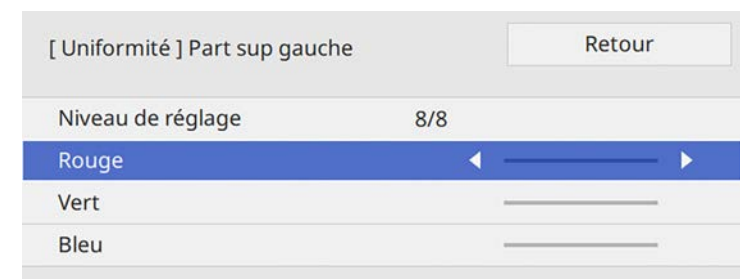 [ Uniformité ] Part sup gauche
Retour
Niveau de réglage 8/8
Rouge
Vert
Bleu